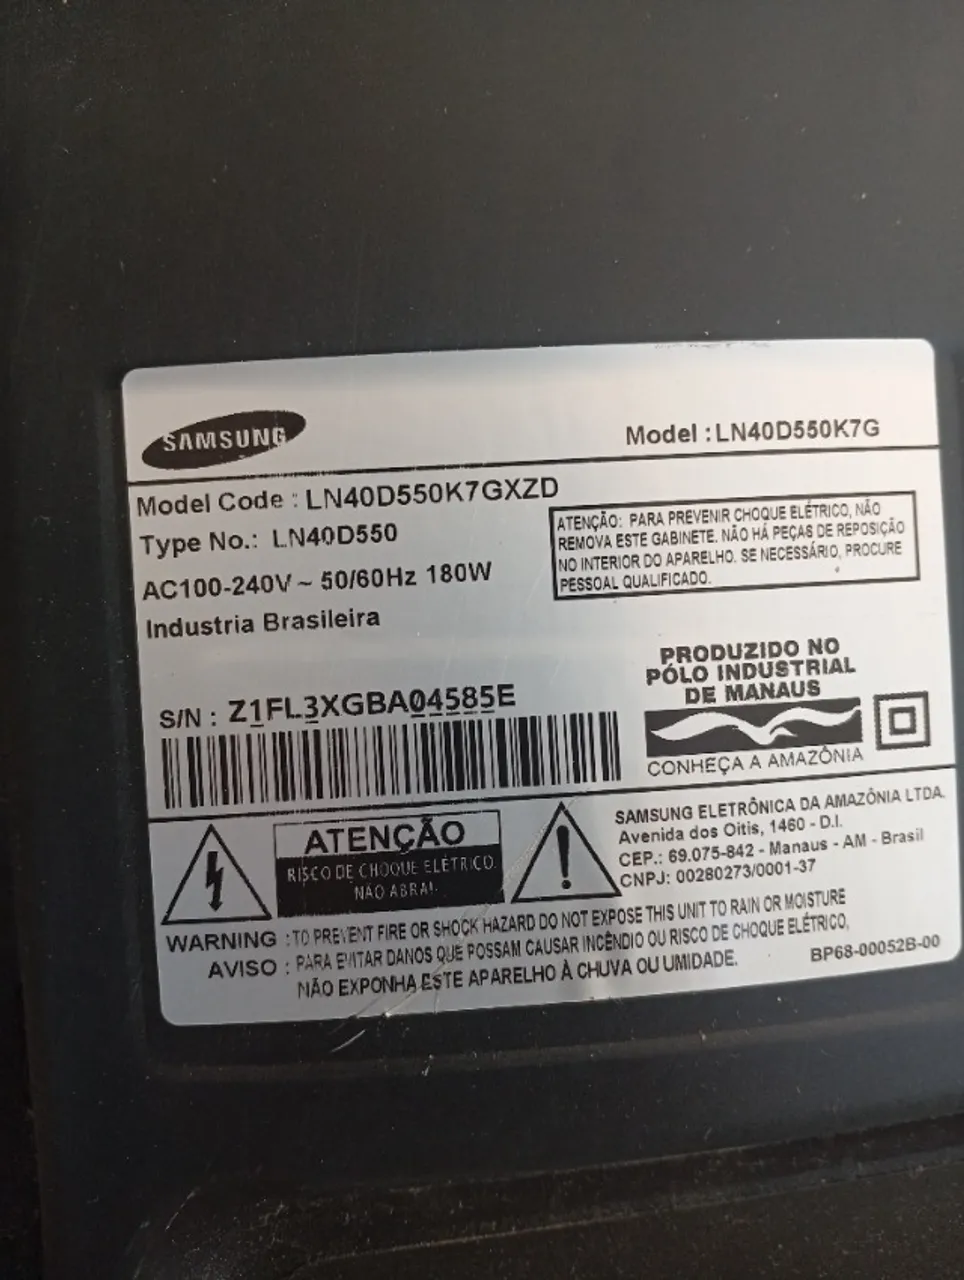 SAMSUNG
Model : LN40D550K7G
Model Code : LN40D550K7GXZD
Type No.: LN40D550
AC100-240V ~ 50/60Hz 180W
Industria Brasileira
ATENÇÃO: PARA PREVENIR CHOQUE ELÉTRICO, NÃO
REMOVA ESTE GABINETE. NÃO HÁ PEÇAS DE REPOSIÇÃO
NO INTERIOR DO APARELHO. SE NECESSÁRIO, PROCURE
PESSOAL QUALIFICADO.
S/N : Z1FL3XGBA04585E
PRODUZIDO NO
PÓLO INDUSTRIAL
DE MANAUS
CONHEÇA A AMAZÔNIA
ATENÇÃO
RISCO DE CHOQUE ELÉTRICO.
NÃO ABRA!.
SAMSUNG ELETRÔNICA DA AMAZÔNIA LTDA.
Avenida dos Oitis, 1460 - D.I.
CEP.: 69.075-842 - Manaus - AM - Brasil
CNPJ: 00280273/0001-37
WARNING : TO PREVENT FIRE OR SHOCK HAZARD DO NOT EXPOSE THIS UNIT TO RAIN OR MOISTURE
AVISO : PARA EVITAR DANOS QUE POSSAM CAUSAR INCÊNDIO OU RISCO DE CHOQUE ELÉTRICO,
NÃO EXPONHA ESTE APARELHO À CHUVA OU UMIDADE.
BP68-00052B-00